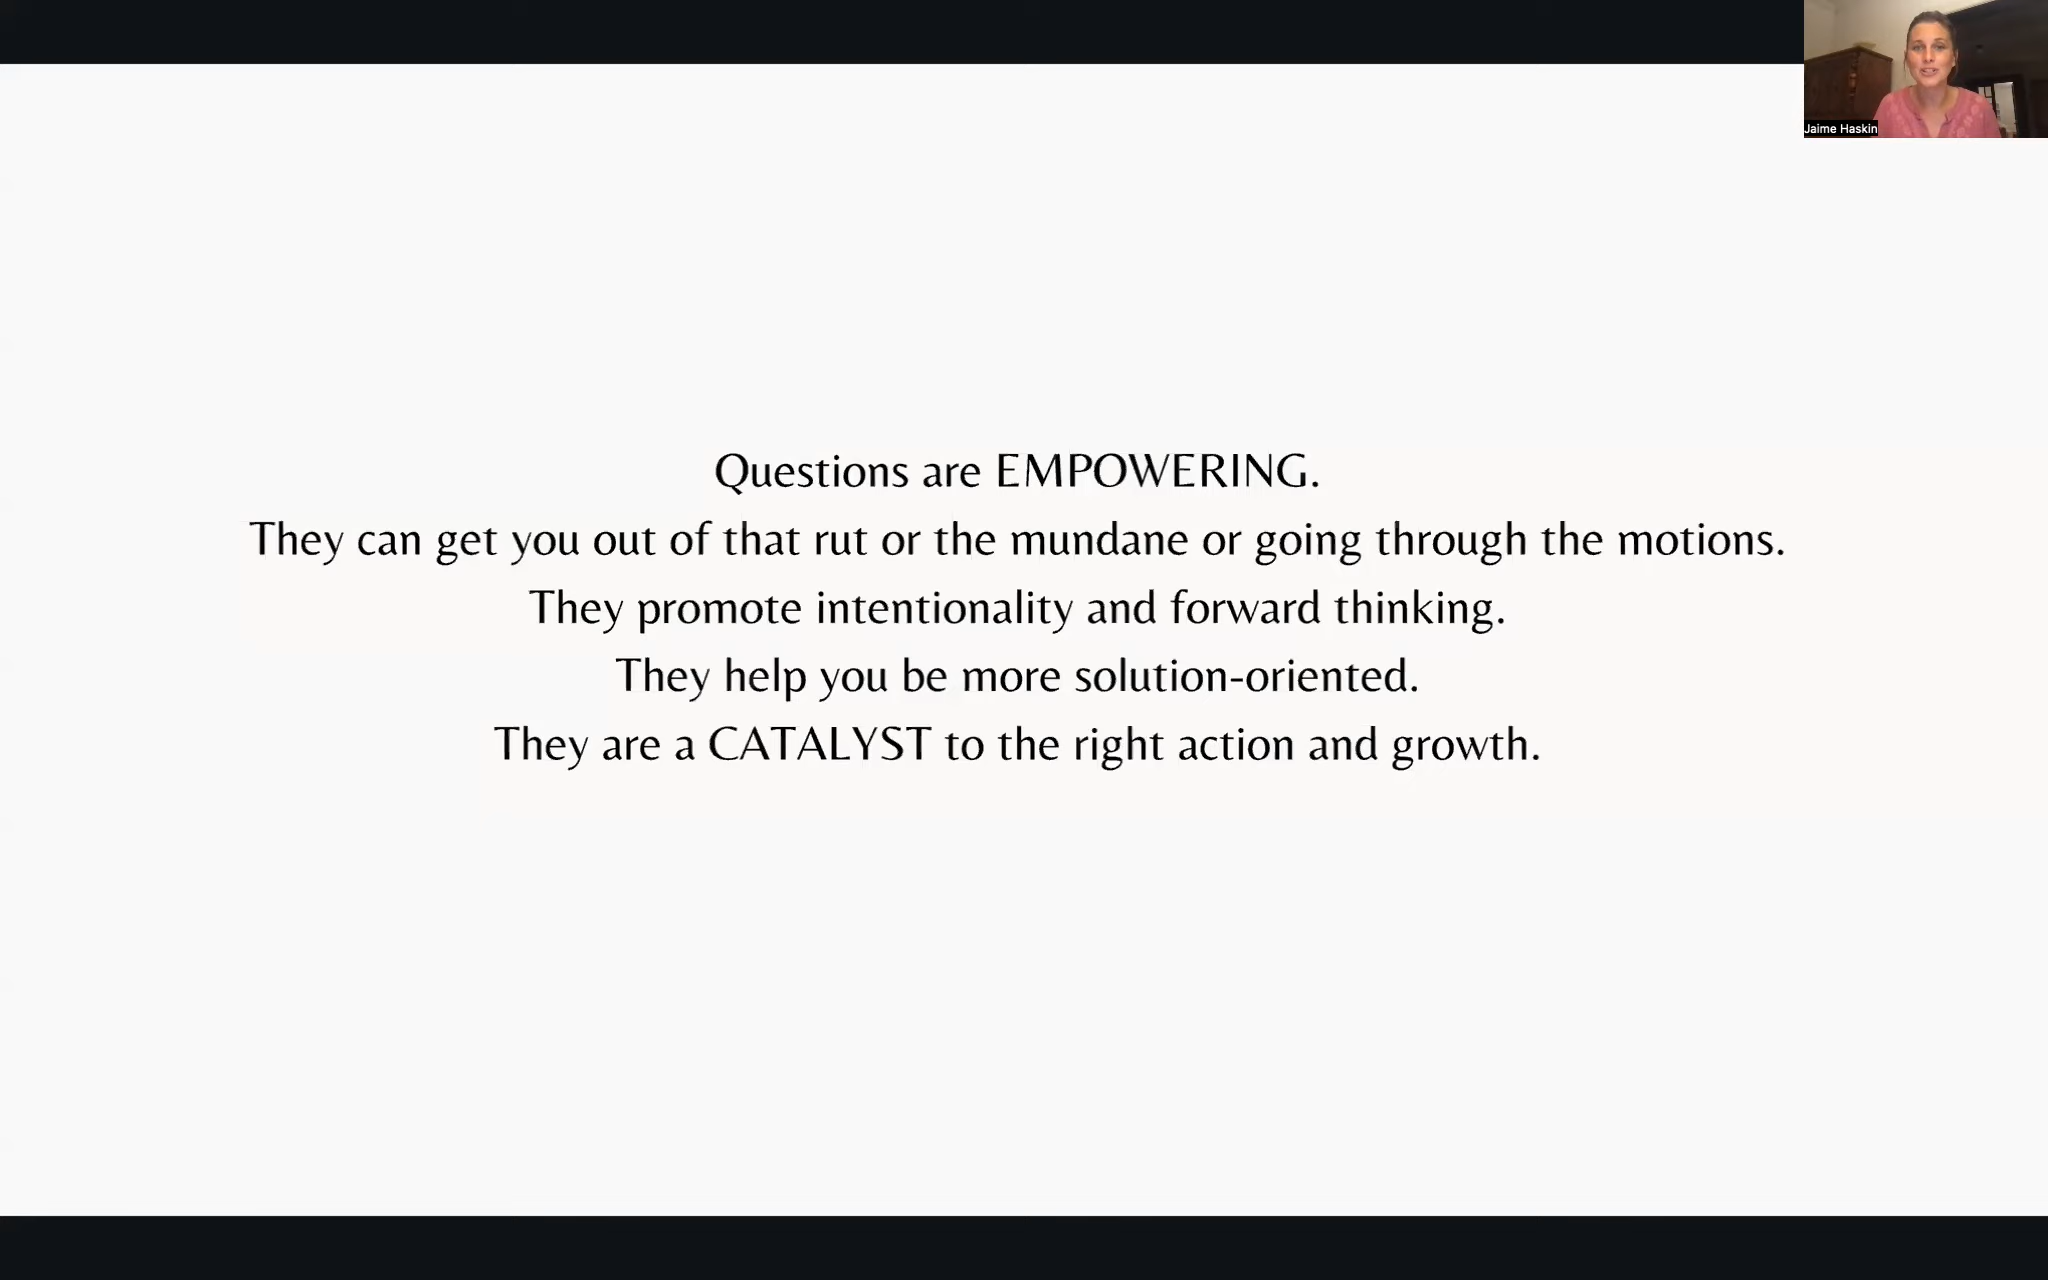 Jaime Haskin
Questions are EMPOWERING.
They can get you out of that rut or the mundane or going through the motions.
They promote intentionality and forward thinking.
They help you be more solution-oriented.
They are a CATALYST to the right action and growth.